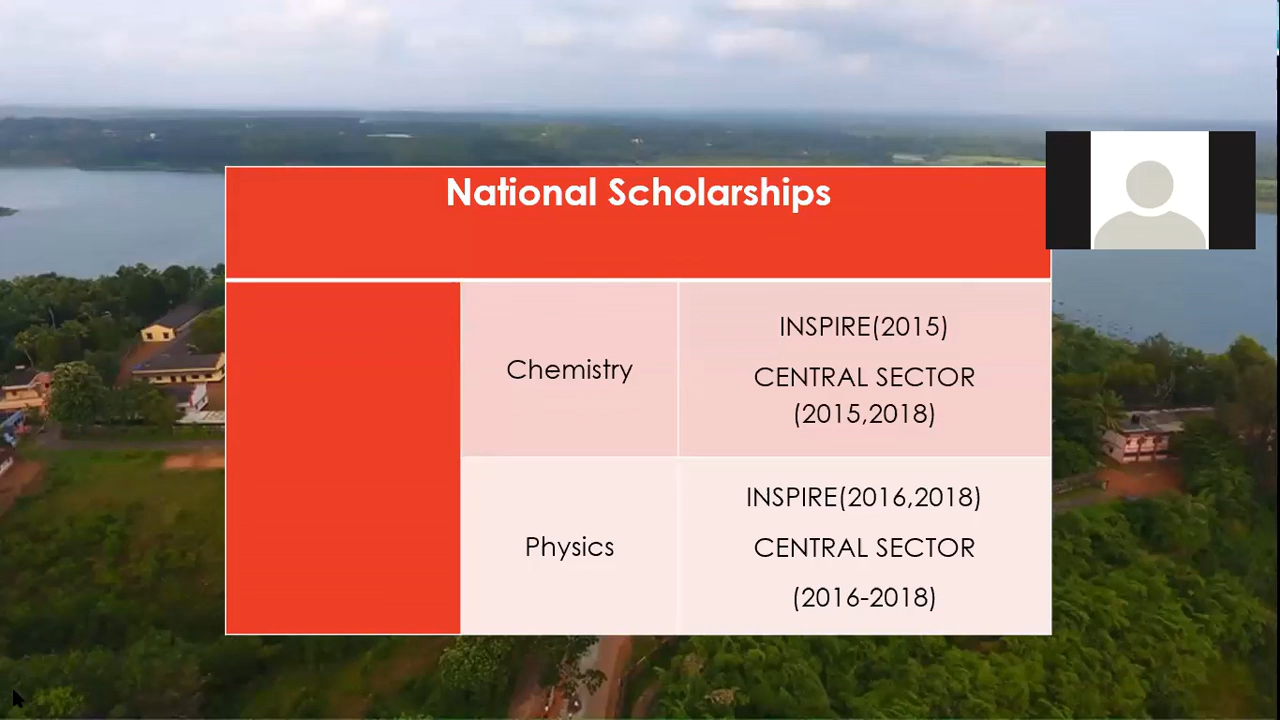 National Scholarships
Chemistry
INSPIRE(2015)
CENTRAL SECTOR
(2015,2018)
Physics
INSPIRE(2016,2018)
CENTRAL SECTOR
(2016-2018)